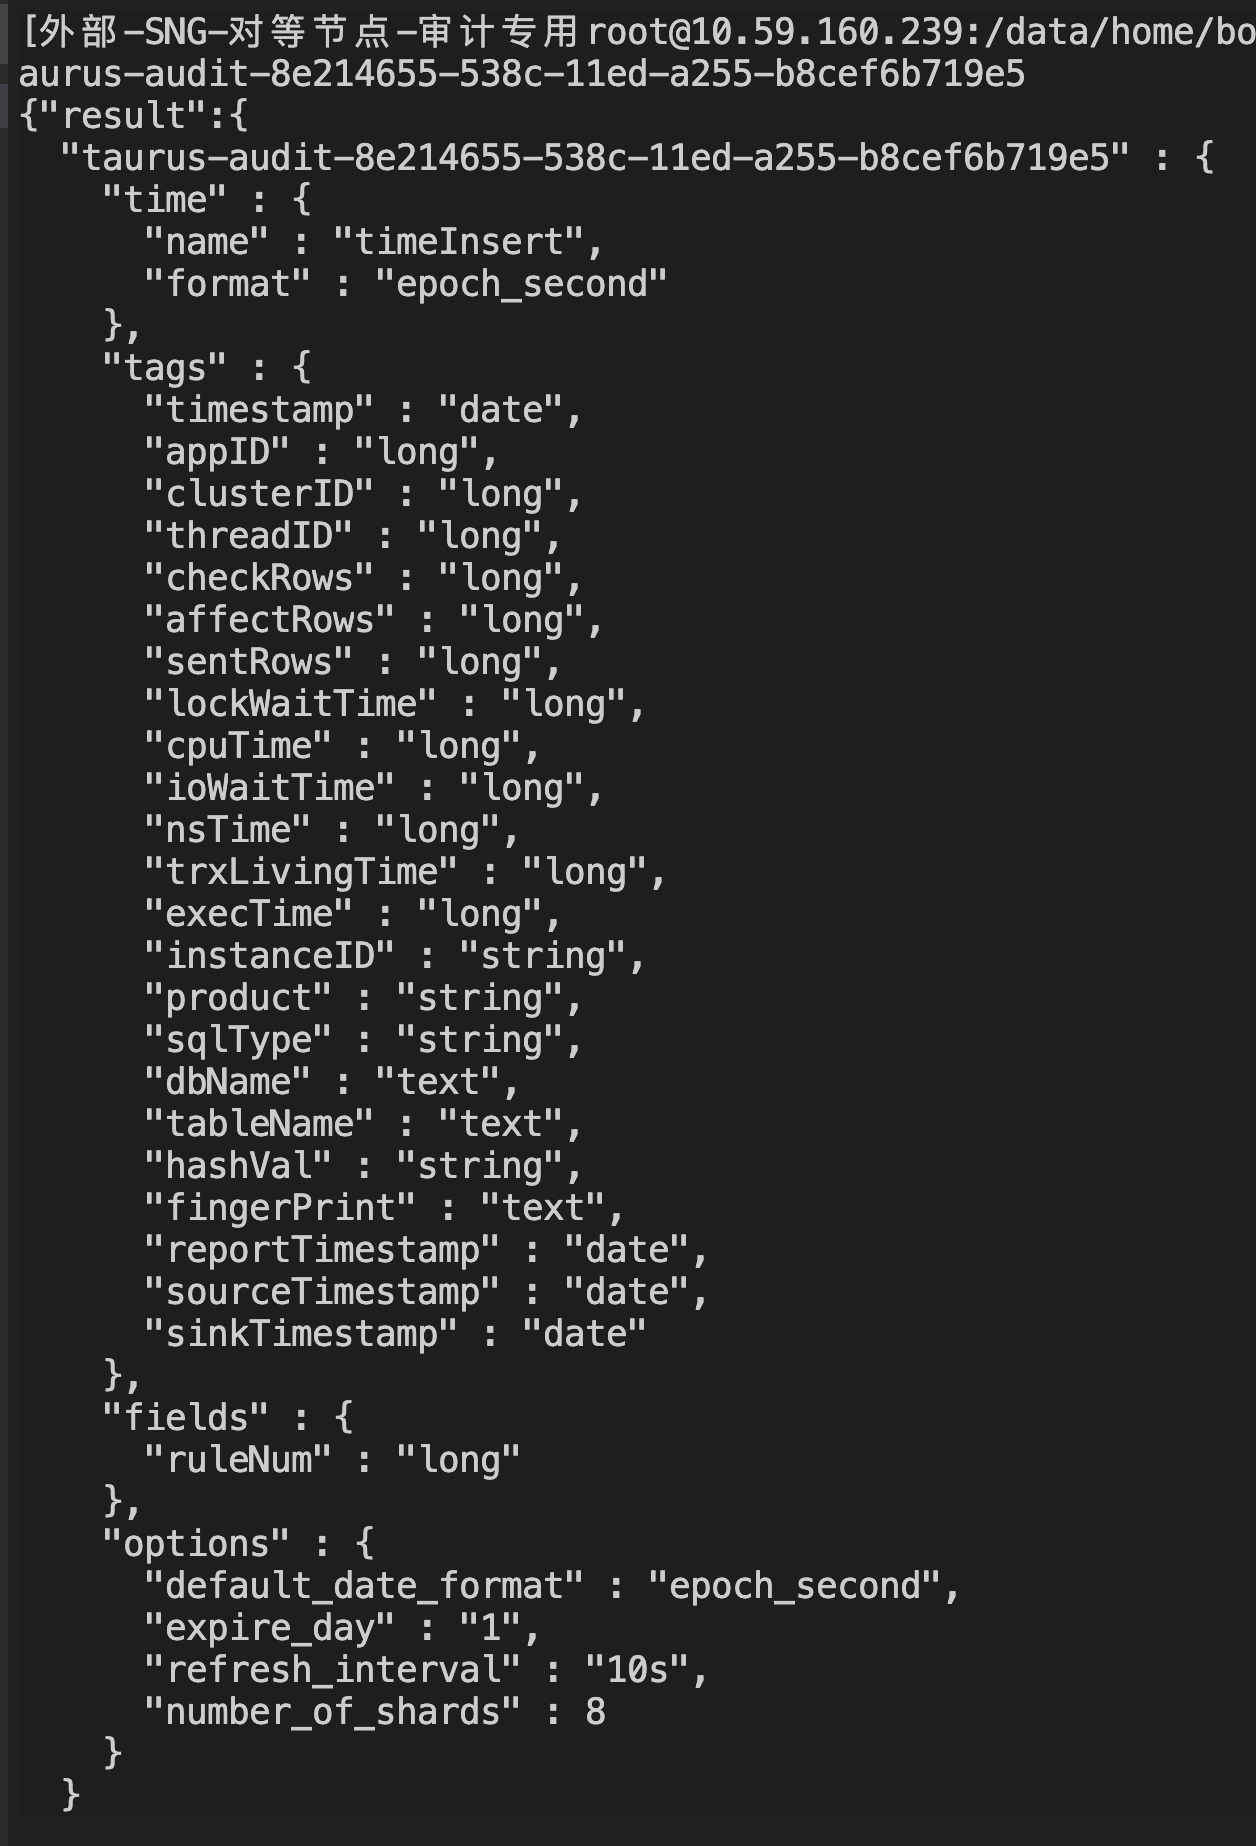 [外部-SNG-对等节点-审计专用root@10.59.160.239:/data/home/bo
aurus-audit-8e214655-538c-11ed-a255-b8cef6b719e5
{"result":{
  "taurus-audit-8e214655-538c-11ed-a255-b8cef6b719e5" : {
    "time" : {
      "name" : "timeInsert",
      "format" : "epoch_second"
    },
    "tags" : {
      "timestamp" : "date",
      "appID" : "long",
      "clusterID" : "long",
      "threadID" : "long",
      "checkRows" : "long",
      "affectRows" : "long",
      "sentRows" : "long",
      "lockWaitTime" : "long",
      "cpuTime" : "long",
      "ioWaitTime" : "long",
      "nsTime" : "long",
      "trxLivingTime" : "long",
      "execTime" : "long",
      "instanceID" : "string",
      "product" : "string",
      "sqlType" : "string",
      "dbName" : "text",
      "tableName" : "text",
      "hashVal" : "string",
      "fingerPrint" : "text",
      "reportTimestamp" : "date",
      "sourceTimestamp" : "date",
      "sinkTimestamp" : "date"
    },
    "fields" : {
      "ruleNum" : "long"
    },
    "options" : {
      "default_date_format" : "epoch_second",
      "expire_day" : "1",
      "refresh_interval" : "10s",
      "number_of_shards" : 8
    }
  }